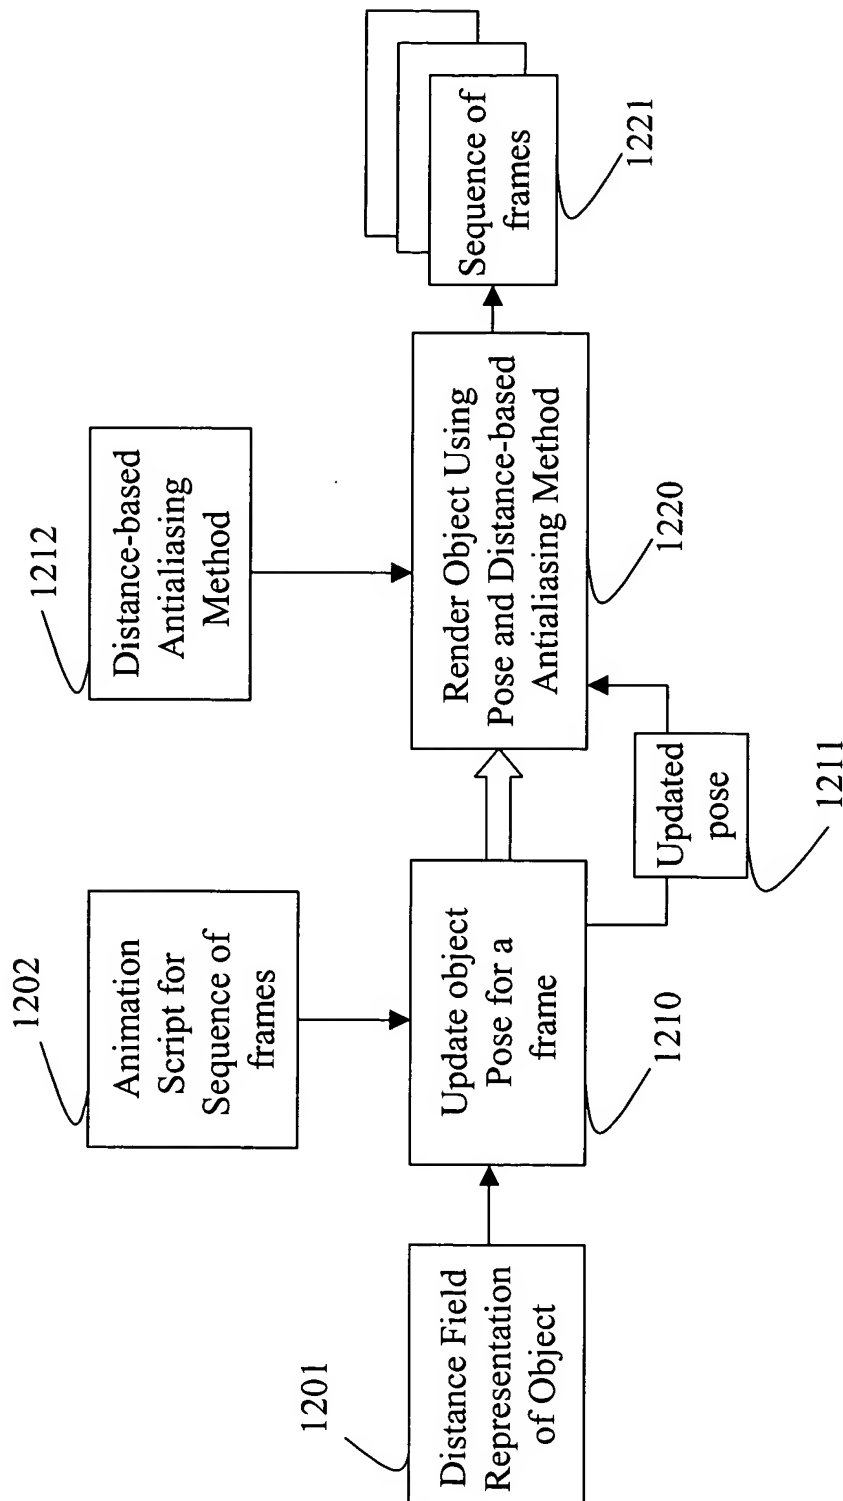 1202
Animation
Script for
Sequence of
frames
1212
Distance-based
Antialiasing
Method
1201
Distance Field
Representation
of Object
Update object
Pose for a
frame
1210
Updated
pose
1211
Render Object Using
Pose and Distance-based
Antialiasing Method
1220
Sequence of
frames
1221